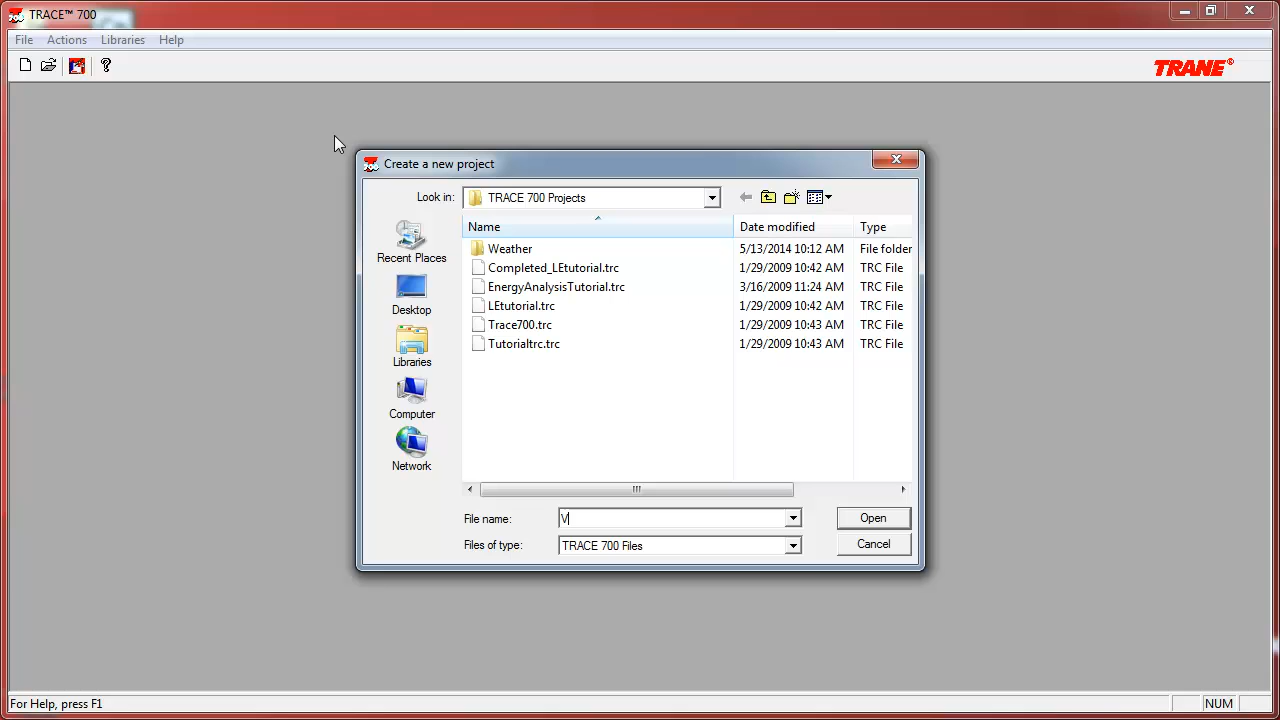 TRACE™ 700
File Actions Libraries Help
TRANE®
Create a new project
Look in: TRACE 700 Projects
Name Date modified Type
Weather 5/13/2014 10:12 AM File folder
Completed_LEtutorial.trc 1/29/2009 10:42 AM TRC File
EnergyAnalysisTutorial.trc 3/16/2009 11:24 AM TRC File
LEtutorial.trc 1/29/2009 10:42 AM TRC File
Trace700.trc 1/29/2009 10:43 AM TRC File
Tutorialtrc.trc 1/29/2009 10:43 AM TRC File
Recent Places
Desktop
Libraries
Computer
Network
File name: V Open
Files of type: TRACE 700 Files Cancel
For Help, press F1 NUM